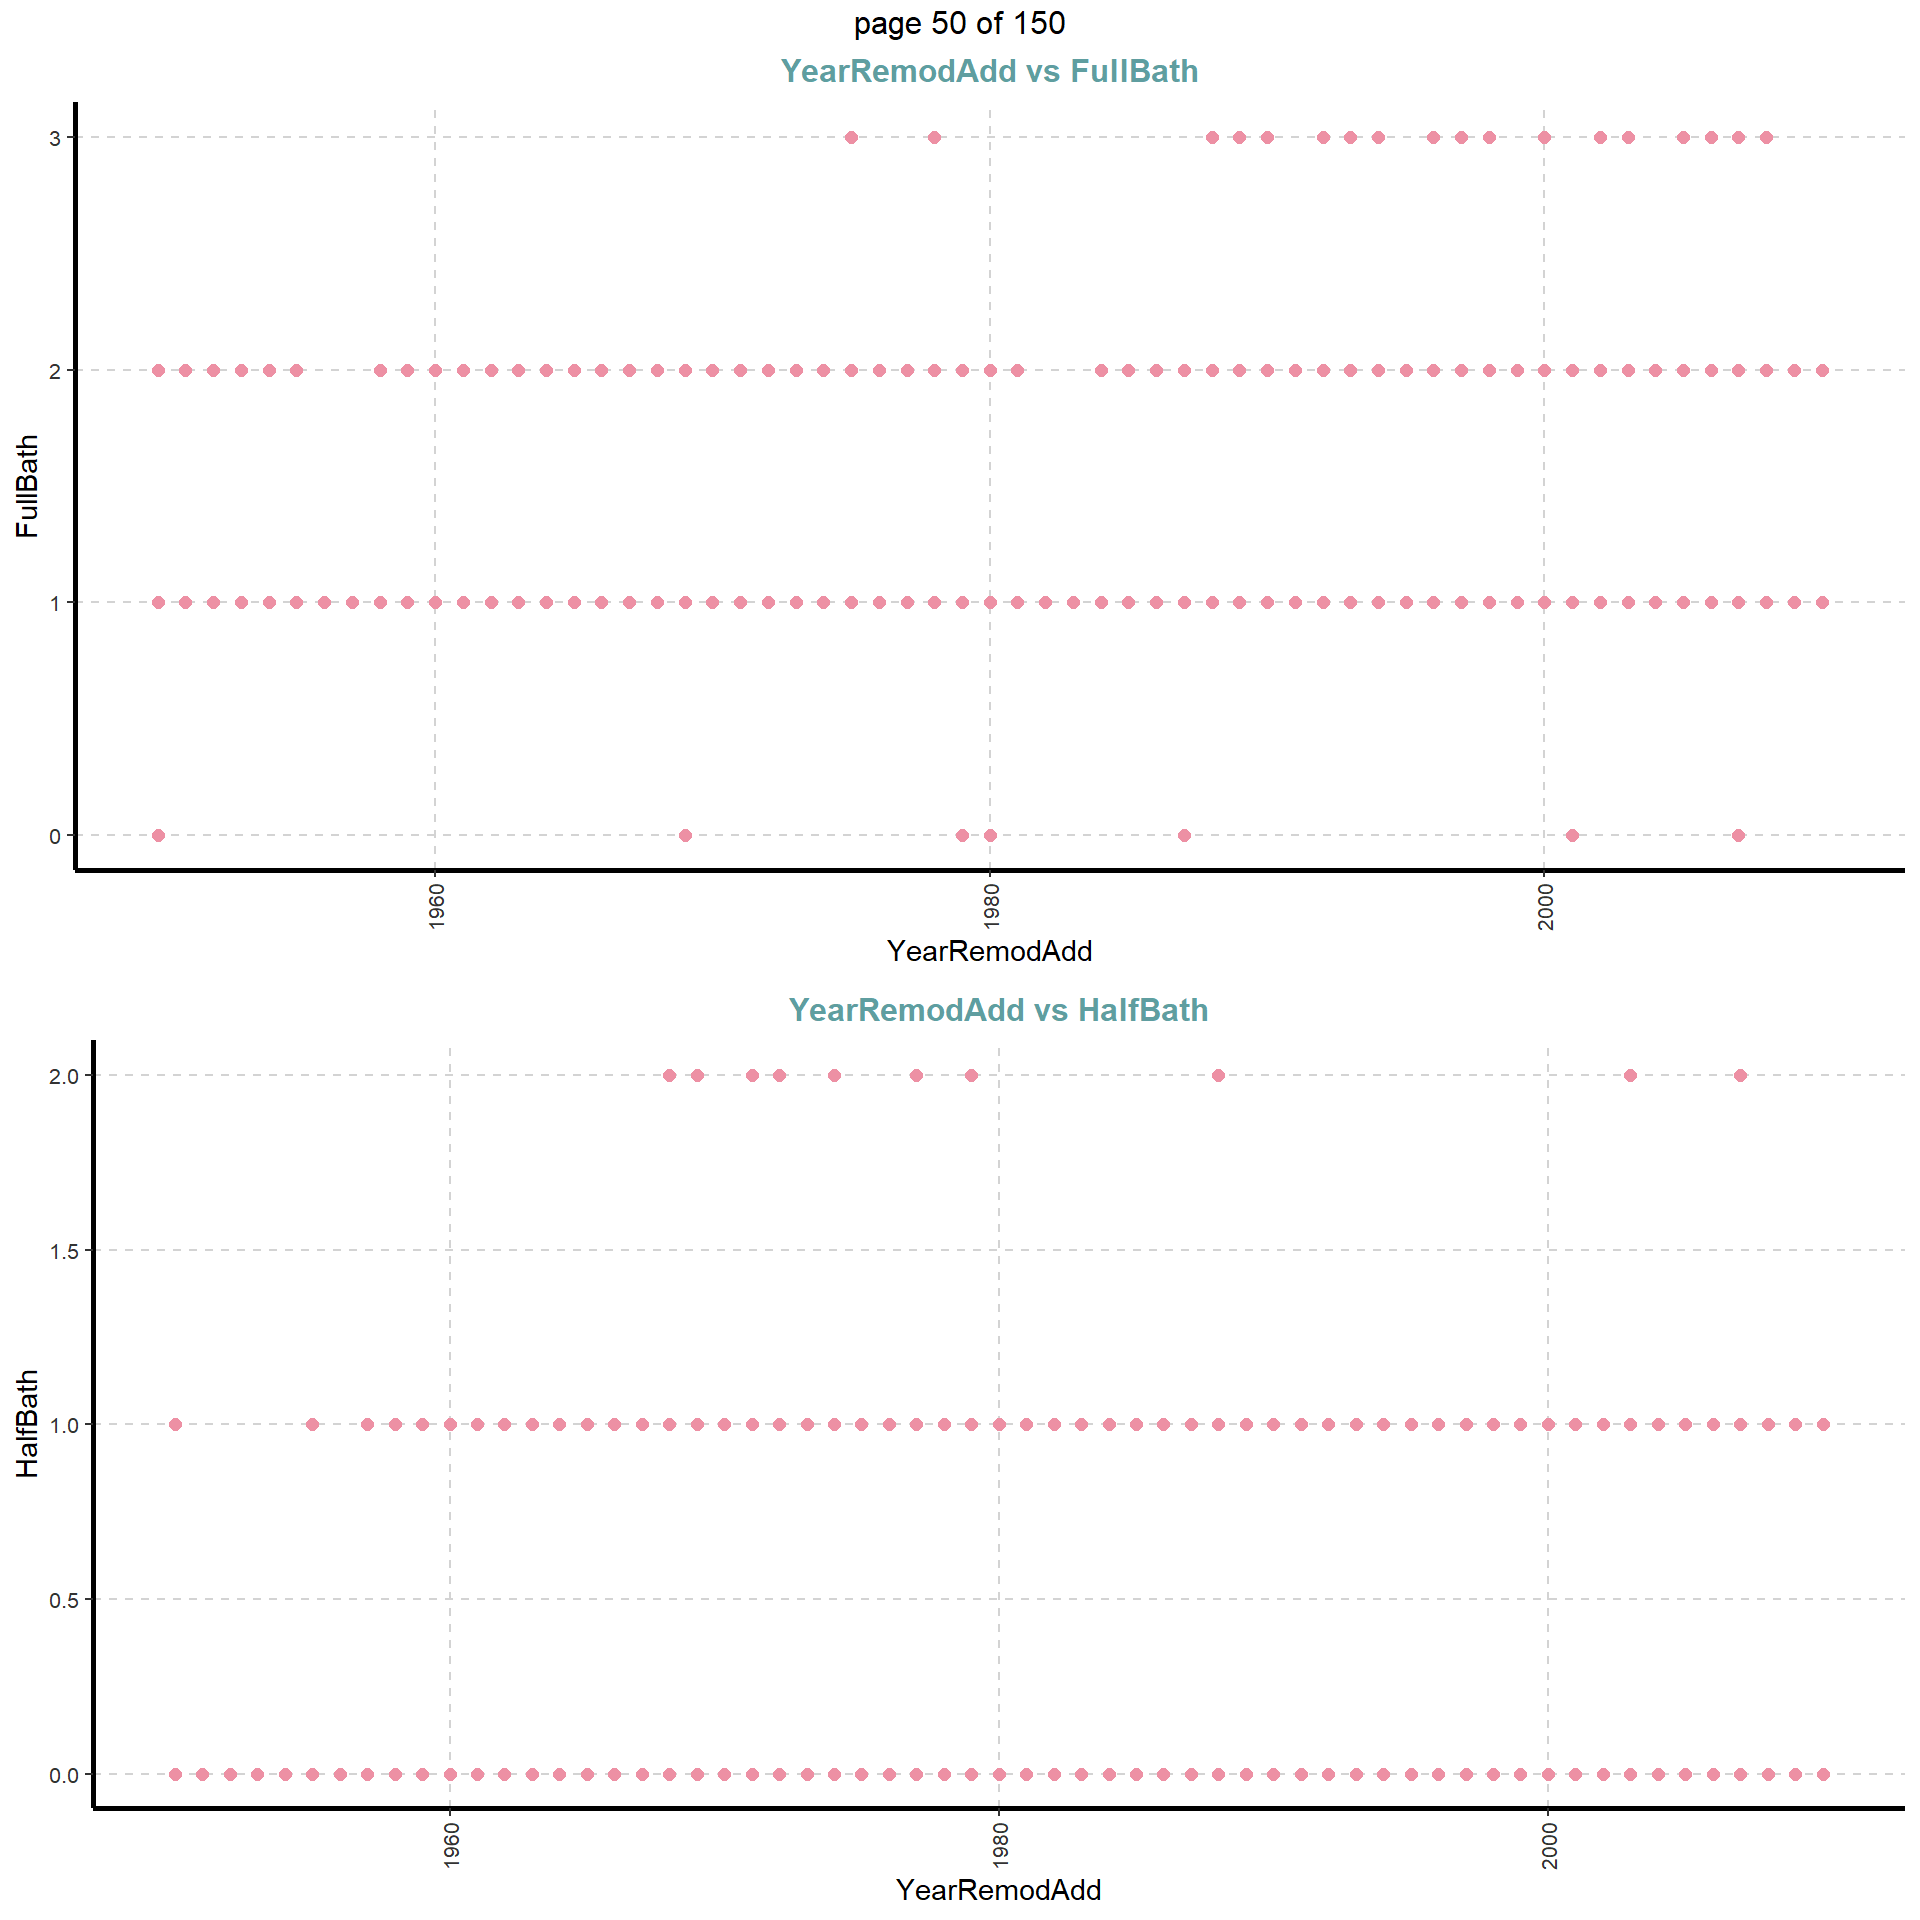 page 50 of 150
YearRemodAdd vs FullBath
3
2
1
0
FullBath
1960
1980
2000
YearRemodAdd
YearRemodAdd vs HalfBath
2.0
1.5
1.0
0.5
0.0
HalfBath
1960
1980
2000
YearRemodAdd